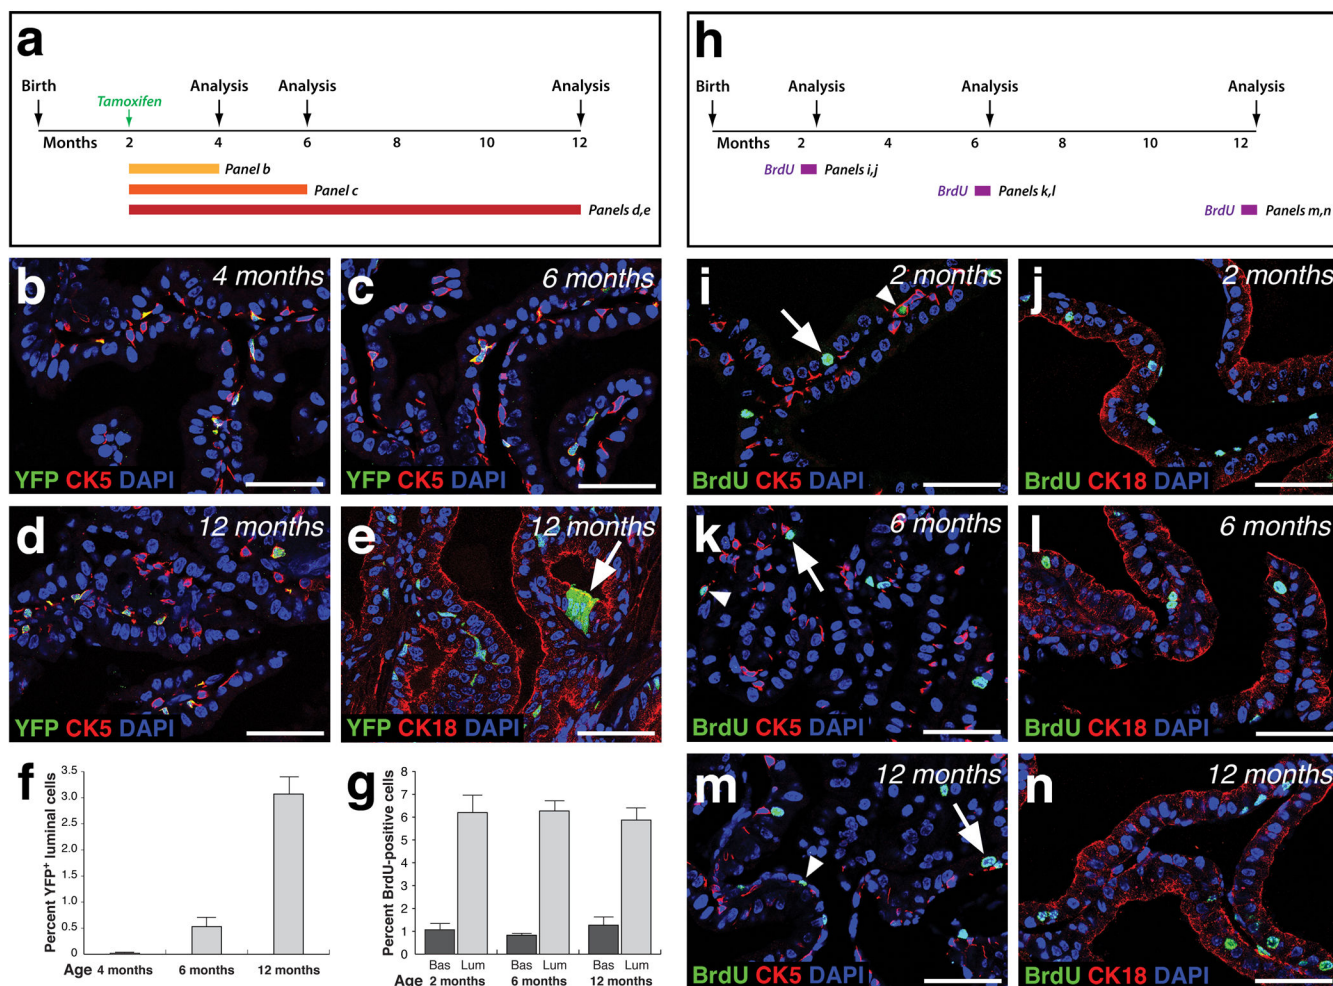 a
Birth Analysis Analysis Analysis
Tamoxifen
Months 2 4 6 8 10 12
Panel b
Panel c
Panels d,e
h
Birth Analysis Analysis Analysis
Months 2 4 6 8 10 12
BrdU Panels i,j
BrdU Panels k,l
BrdU Panels m,n
b 4 months
YFP CK5 DAPI
c 6 months
YFP CK5 DAPI
i 2 months
BrdU CK5 DAPI
j 2 months
BrdU CK18 DAPI
d 12 months
YFP CK5 DAPI
e 12 months
YFP CK18 DAPI
k 6 months
BrdU CK5 DAPI
l 6 months
BrdU CK18 DAPI
f
Percent YFP+ luminal cells
3.5
3.0
2.5
2.0
1.5
1.0
0.5
0
Age 4 months 6 months 12 months
g
Percent BrdU-positive cells
8
7
6
5
4
3
2
1
0
Bas Lum Bas Lum Bas Lum
Age 2 months 6 months 12 months
m 12 months
BrdU CK5 DAPI
n 12 months
BrdU CK18 DAPI